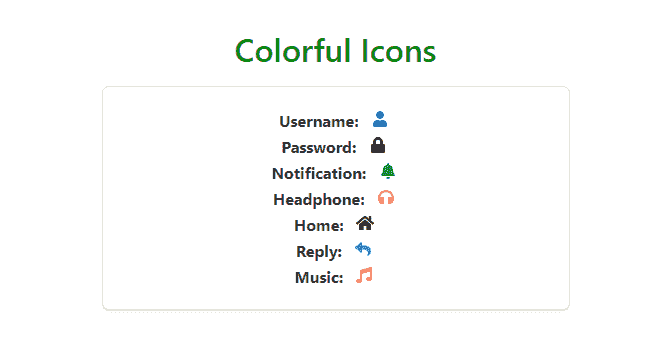 Colorful Icons
Username:
Password:
Notification:
Headphone:
Home:
Reply:
Music: